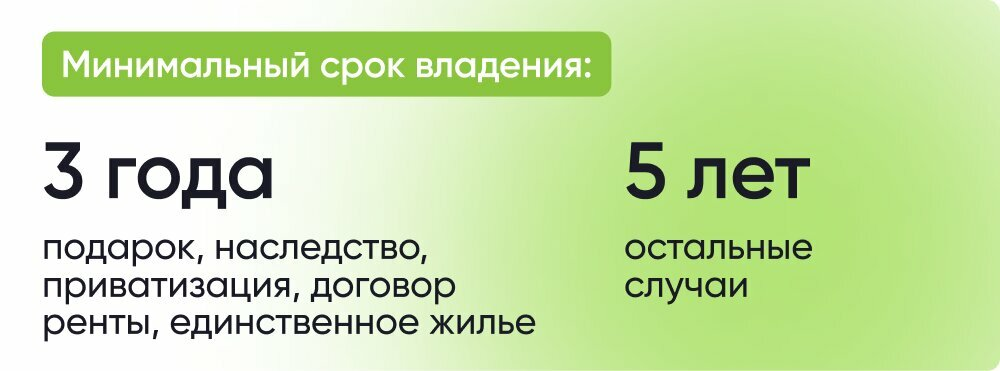 Минимальный срок владения:
3 года
подарок, наследство,
приватизация, договор
ренты, единственное жилье
5 лет
остальные
случаи